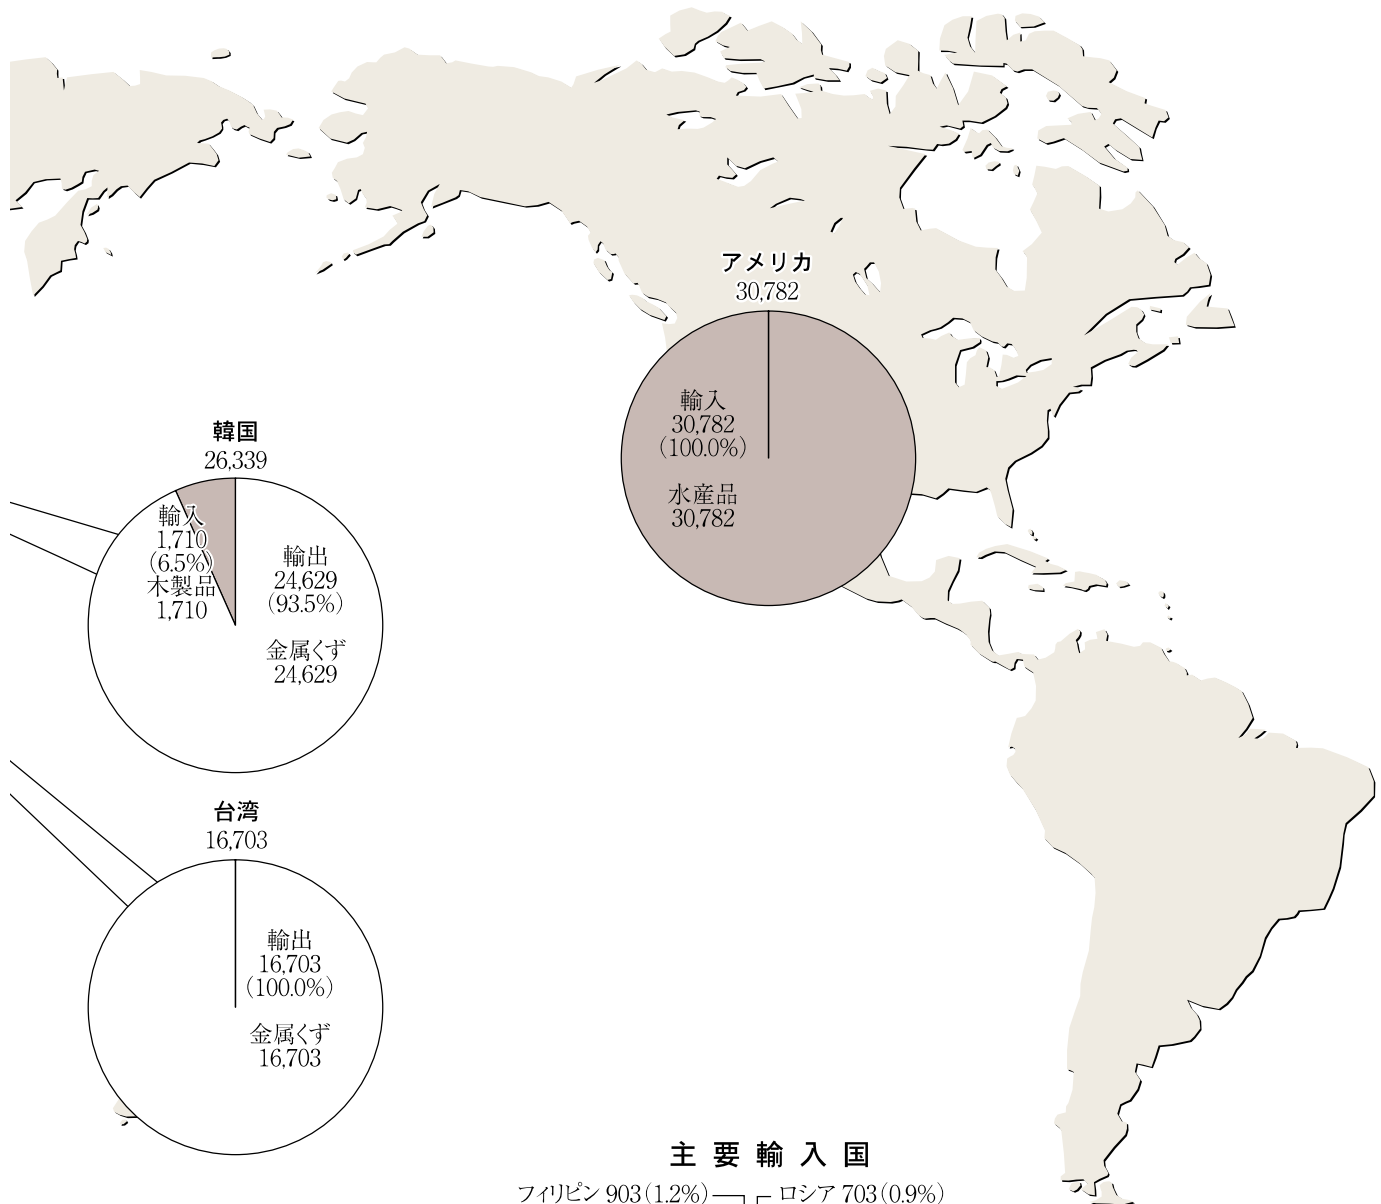 アメリカ
30,782
輸入
30,782
(100.0%)
水産品
30,782
韓国
26,339
輸入
1,710
(6.5%)
木製品
1,710
輸出
24,629
(93.5%)
金属くず
24,629
台湾
16,703
輸出
16,703
(100.0%)
金属くず
16,703
主要輸入国
フィリピン 903(1.2%)
ロシア 703(0.9%)